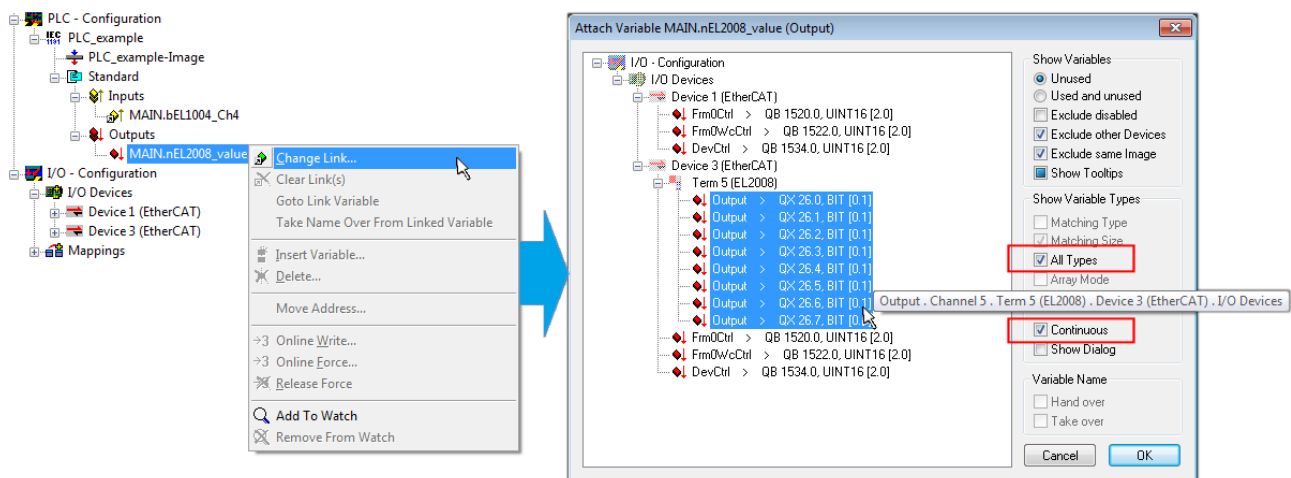 PLC - Configuration
IEC 1131 PLC_example
PLC_example-Image
Standard
Inputs
MAIN.bEL1004_Ch4
Outputs
MAIN.nEL2008_value
I/O - Configuration
I/O Devices
Device 1 (EtherCAT)
Device 3 (EtherCAT)
Mappings
Change Link...
Clear Link(s)
Goto Link Variable
Take Name Over From Linked Variable
Insert Variable...
Delete...
Move Address...
→3 Online Write...
→3 Online Force...
Release Force
Add To Watch
Remove From Watch
Attach Variable MAIN.nEL2008_value (Output)
I/O - Configuration
I/O Devices
Device 1 (EtherCAT)
Frm0Ctrl > QB 1520.0, UINT16 [2.0]
Frm0WcCtrl > QB 1522.0, UINT16 [2.0]
DevCtrl > QB 1534.0, UINT16 [2.0]
Device 3 (EtherCAT)
Term 5 (EL2008)
Output > QX 26.0, BIT [0.1]
Output > QX 26.1, BIT [0.1]
Output > QX 26.2, BIT [0.1]
Output > QX 26.3, BIT [0.1]
Output > QX 26.4, BIT [0.1]
Output > QX 26.5, BIT [0.1]
Output > QX 26.6, BIT [0.1]
Output > QX 26.7, BIT [0.1]
Frm0Ctrl > QB 1520.0, UINT16 [2.0]
Frm0WcCtrl > QB 1522.0, UINT16 [2.0]
DevCtrl > QB 1534.0, UINT16 [2.0]
Output . Channel 5 . Term 5 (EL2008) . Device 3 (EtherCAT) . I/O Devices
Show Variables
Unused
Used and unused
Exclude disabled
Exclude other Devices
Exclude same Image
Show Tooltips
Show Variable Types
Matching Type
Matching Size
All Types
Array Mode
Continuous
Show Dialog
Variable Name
Hand over
Take over
Cancel
OK